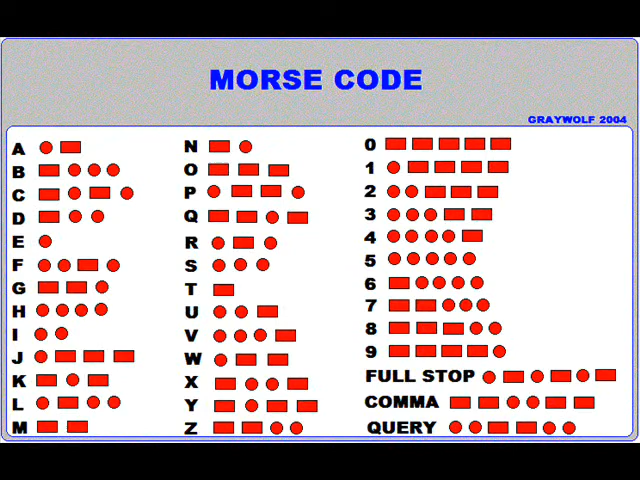 MORSE CODE
GRAYWOLF 2004
A
B
C
D
E
F
G
H
I
J
K
L
M
N
O
P
Q
R
S
T
U
V
W
X
Y
Z
0
1
2
3
4
5
6
7
8
9
FULL STOP
COMMA
QUERY